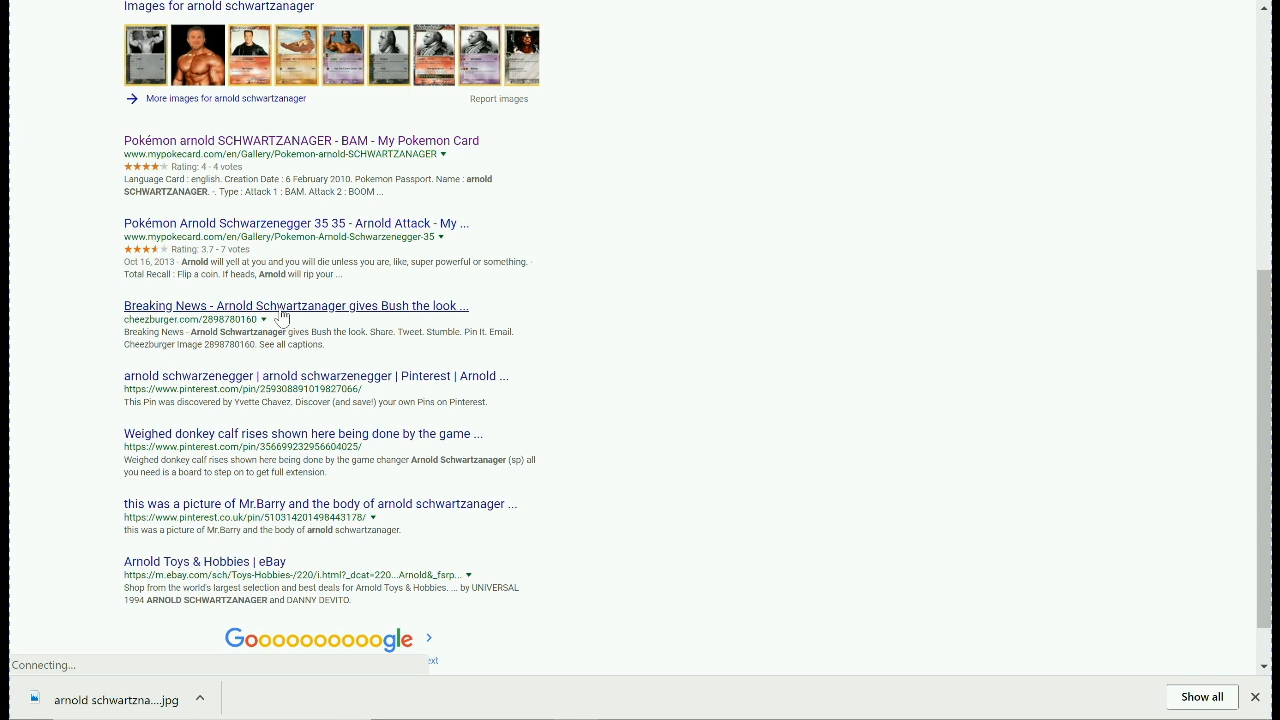 Images for arnold schwartzanager
More images for arnold schwartzanager
Report images
Pokémon arnold SCHWARTZANAGER - BAM - My Pokemon Card
www.mypokecard.com/en/Gallery/Pokemon-arnold-SCHWARTZANAGER
Rating: 4 - 4 votes
Language Card : english. Creation Date : 6 February 2010. Pokemon Passport. Name : arnold
SCHWARTZANAGER. -. Type : Attack 1 : BAM. Attack 2 : BOOM ...
Pokémon Arnold Schwarzenegger 35 35 - Arnold Attack - My ...
www.mypokecard.com/en/Gallery/Pokemon-Arnold-Schwarzenegger-35
Rating: 3.7 - 7 votes
Oct 16, 2013 - Arnold will yell at you and you will die unless you are, like, super powerful or something. -
Total Recall : Flip a coin. If heads, Arnold will rip your ...
Breaking News - Arnold Schwartzanager gives Bush the look ...
cheezburger.com/2898780160
Breaking News - Arnold Schwartzanager gives Bush the look. Share. Tweet. Stumble. Pin It. Email.
Cheezburger Image 2898780160. See all captions.
arnold schwarzenegger | arnold schwarzenegger | Pinterest | Arnold ...
https://www.pinterest.com/pin/259308891019827066/
This Pin was discovered by Yvette Chavez. Discover (and save!) your own Pins on Pinterest.
Weighed donkey calf rises shown here being done by the game ...
https://www.pinterest.com/pin/356699232956604025/
Weighed donkey calf rises shown here being done by the game changer Arnold Schwartzanager (sp) all
you need is a board to step on to get full extension.
this was a picture of Mr.Barry and the body of arnold schwartzanager ...
https://www.pinterest.co.uk/pin/510314201498443178/
this was a picture of Mr.Barry and the body of arnold schwartzanager.
Arnold Toys & Hobbies | eBay
https://m.ebay.com/sch/Toys-Hobbies-/220/i.html?_dcat=220...Arnold&_fsrp...
Shop from the world's largest selection and best deals for Arnold Toys & Hobbies. ... by UNIVERSAL
1994 ARNOLD SCHWARTZANAGER and DANNY DEVITO.
Goooooooooogle
ext
Connecting...
arnold schwartzna....jpg
Show all